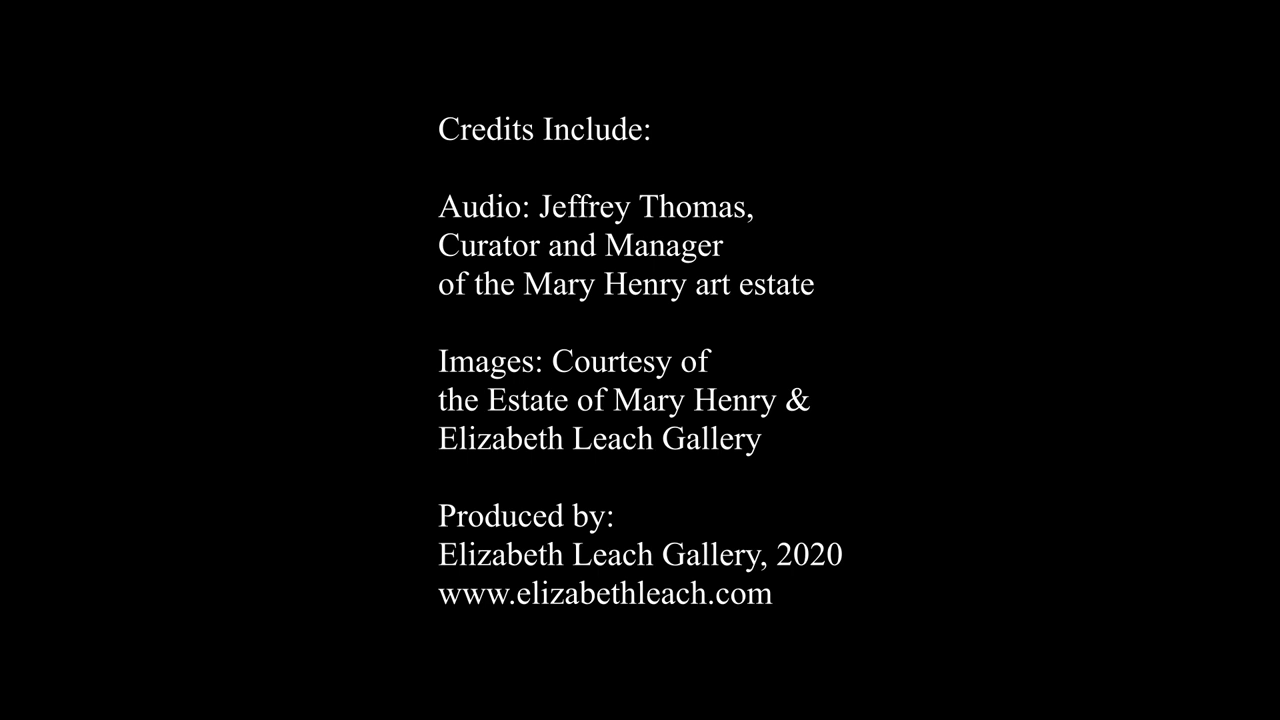 Credits Include:
Audio: Jeffrey Thomas,
Curator and Manager
of the Mary Henry art estate
Images: Courtesy of
the Estate of Mary Henry &
Elizabeth Leach Gallery
Produced by:
Elizabeth Leach Gallery, 2020
www.elizabethleach.com